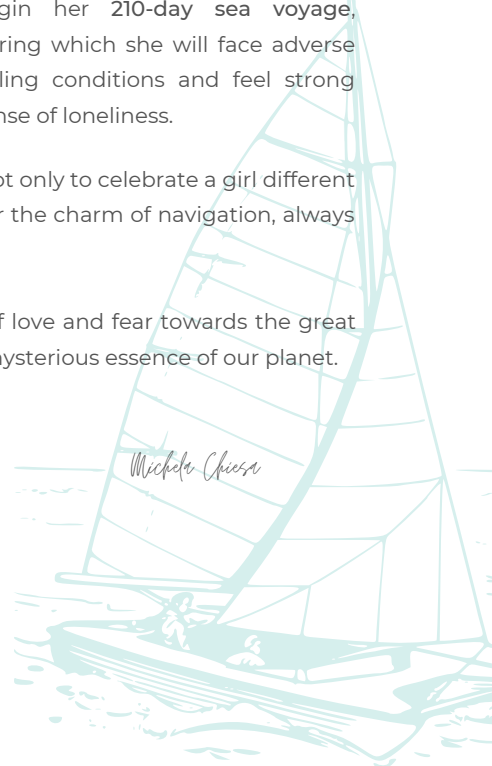 gin her 210-day sea voyage,
ring which she will face adverse
ling conditions and feel strong
nse of loneliness.
ot only to celebrate a girl different
r the charm of navigation, always
f love and fear towards the great
ysterious essence of our planet.
Michela Chiesa